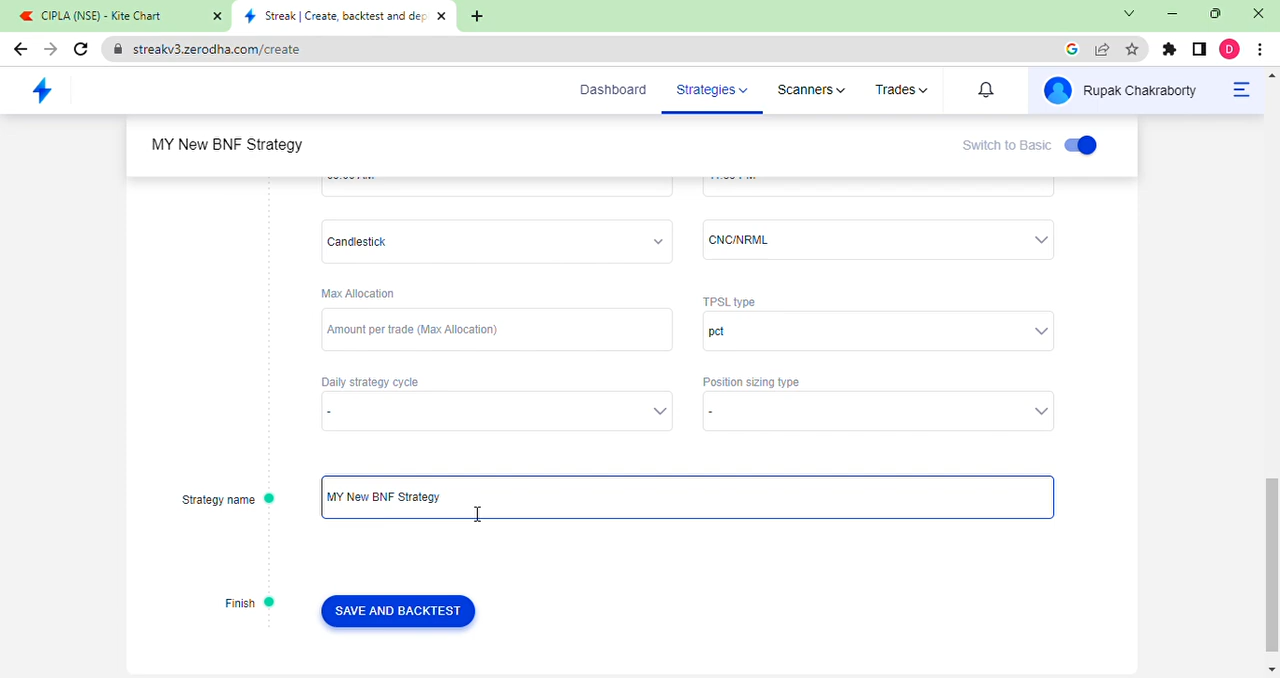 CIPLA (NSE) - Kite Chart
Streak | Create, backtest and dep
streakv3.zerodha.com/create
D
Dashboard
Strategies
Scanners
Trades
Rupak Chakraborty
MY New BNF Strategy
Switch to Basic
Candlestick
CNC/NRML
Max Allocation
TPSL type
Amount per trade (Max Allocation)
pct
Daily strategy cycle
Position sizing type
-
-
Strategy name
MY New BNF Strategy
Finish
SAVE AND BACKTEST